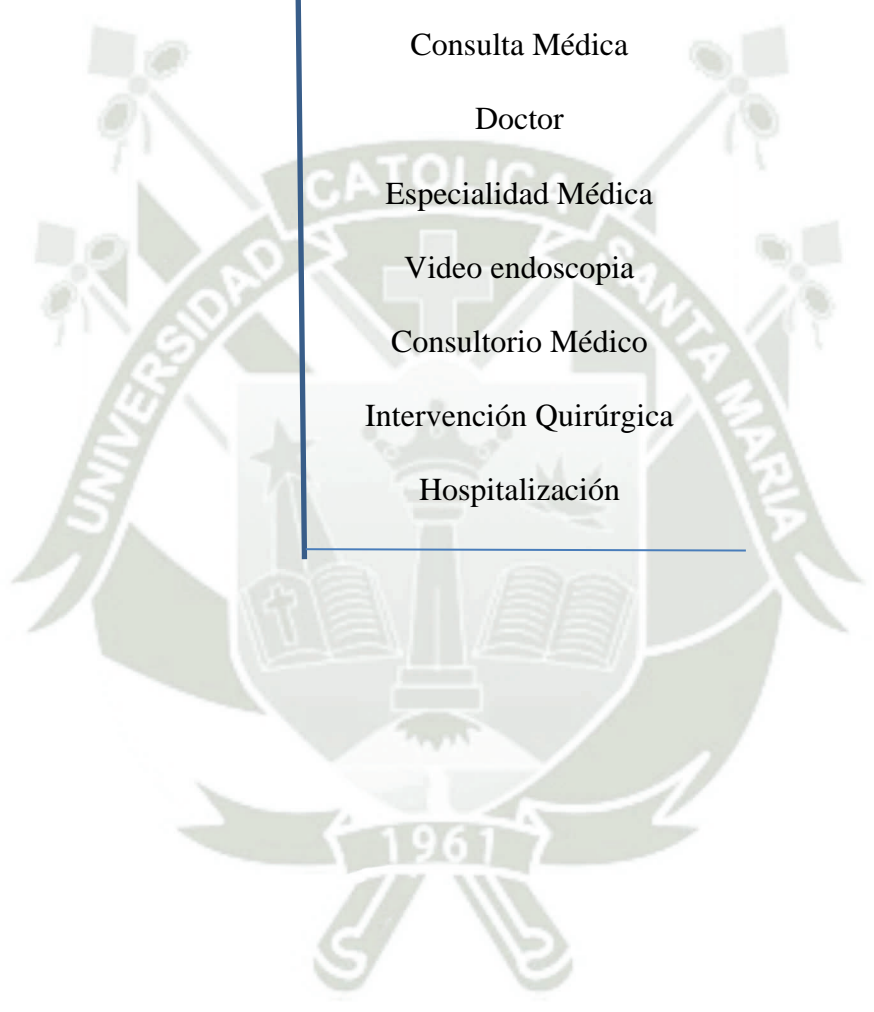 Consulta Médica
Doctor
CATOLICA
Especialidad Médica
UNIVERSIDAD
SANTA MARIA
Video endoscopia
Consultorio Médico
Intervención Quirúrgica
Hospitalización
1961